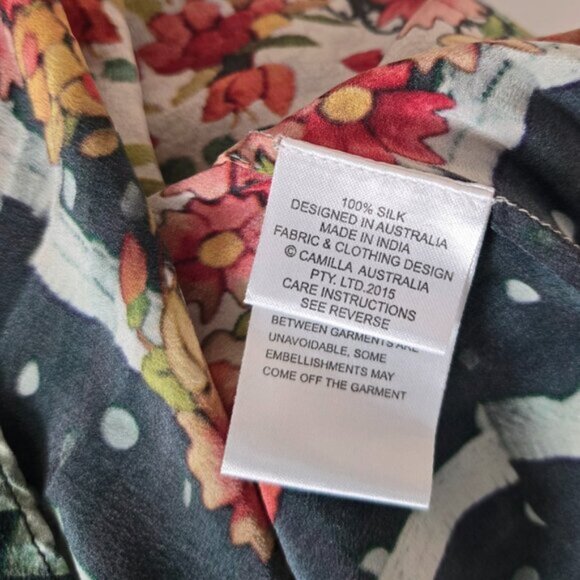 100% SILK
DESIGNED IN AUSTRALIA
MADE IN INDIA
FABRIC & CLOTHING DESIGN
© CAMILLA AUSTRALIA
PTY. LTD.2015
CARE INSTRUCTIONS
SEE REVERSE
BETWEEN GARMENTS ARE
UNAVOIDABLE, SOME
EMBELLISHMENTS MAY
COME OFF THE GARMENT